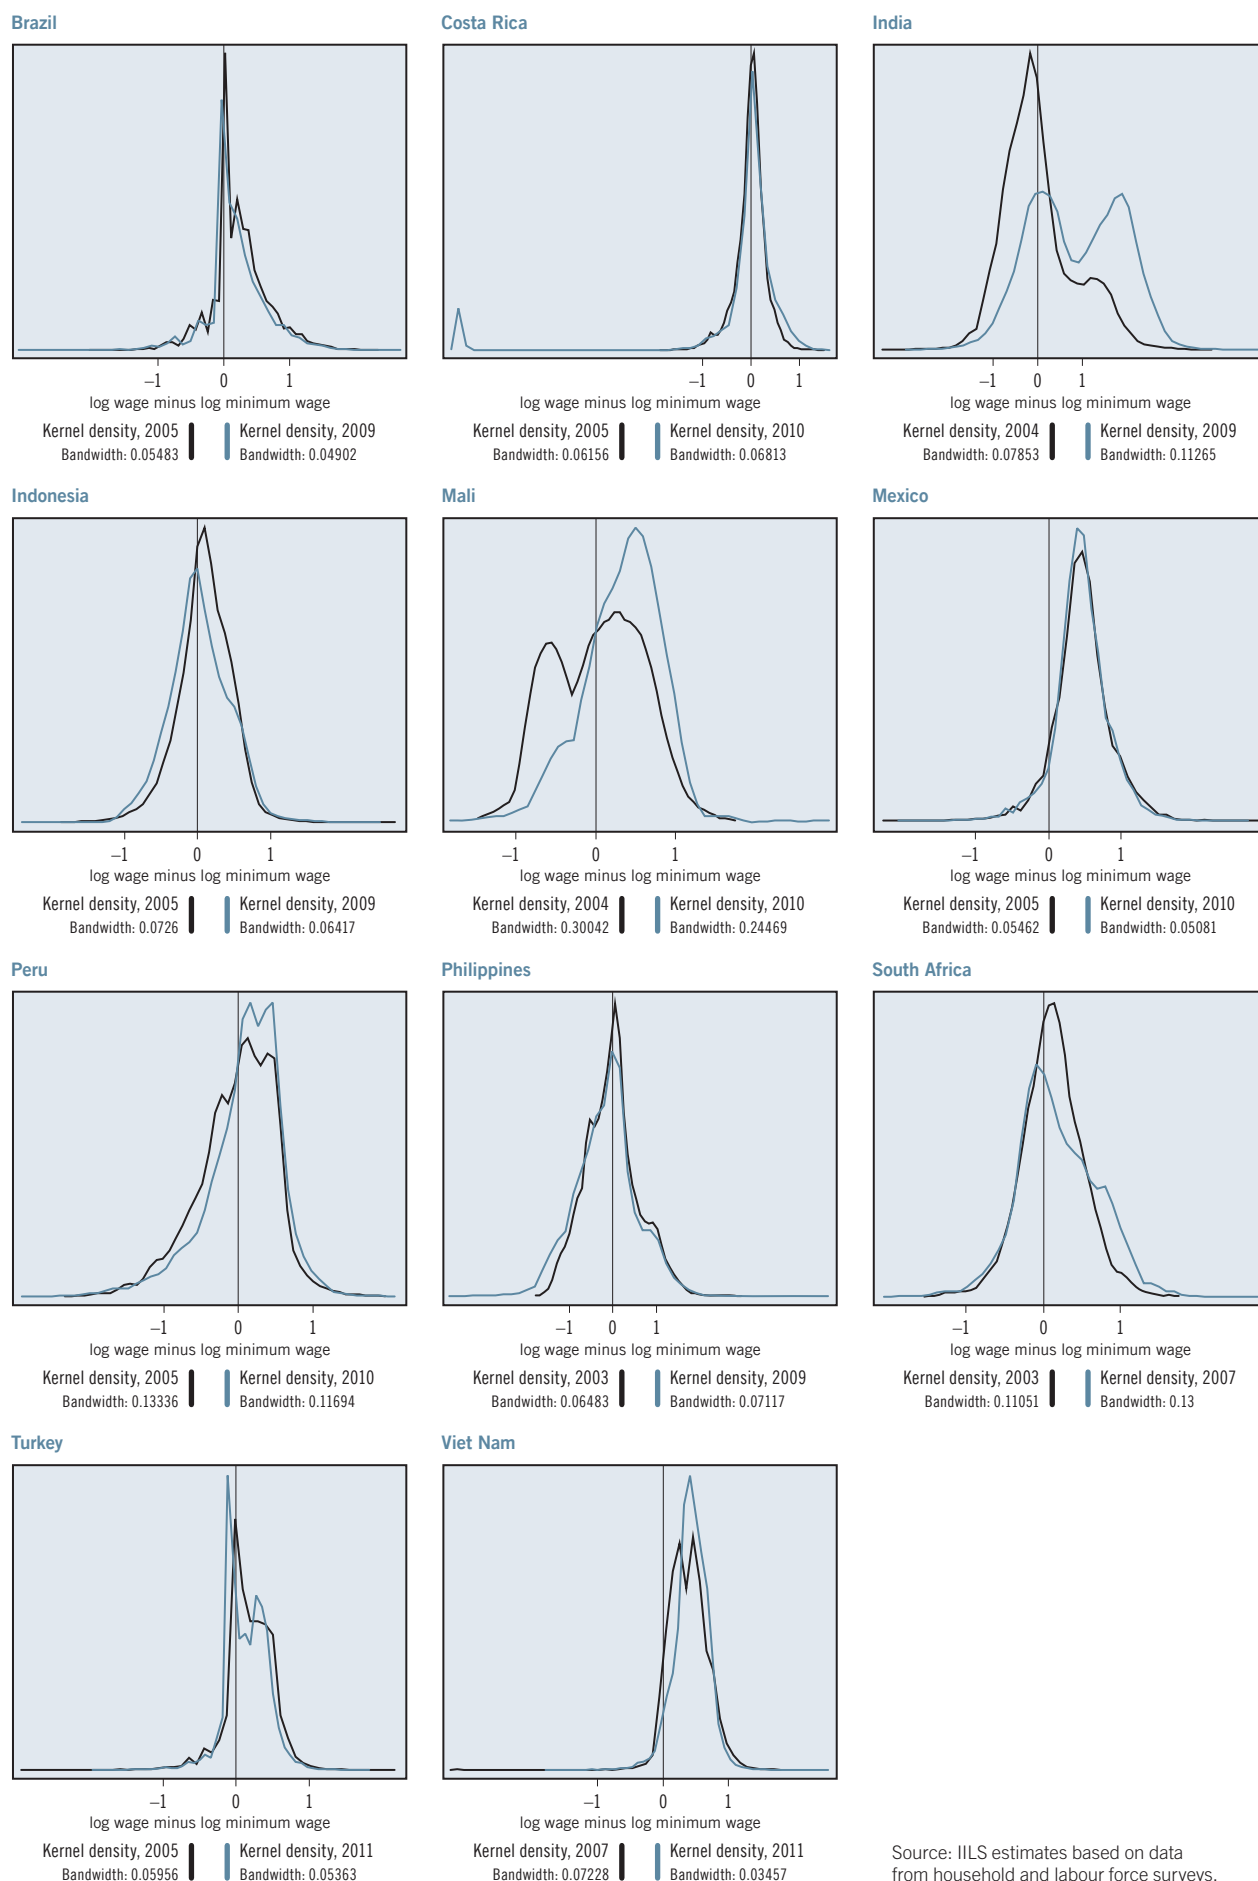 Brazil
−1 0 1
log wage minus log minimum wage
Kernel density, 2005 Kernel density, 2009
Bandwidth: 0.05483 Bandwidth: 0.04902
Costa Rica
−1 0 1
log wage minus log minimum wage
Kernel density, 2005 Kernel density, 2010
Bandwidth: 0.06156 Bandwidth: 0.06813
India
−1 0 1
log wage minus log minimum wage
Kernel density, 2004 Kernel density, 2009
Bandwidth: 0.07853 Bandwidth: 0.11265
Indonesia
−1 0 1
log wage minus log minimum wage
Kernel density, 2005 Kernel density, 2009
Bandwidth: 0.0726 Bandwidth: 0.06417
Mali
−1 0 1
log wage minus log minimum wage
Kernel density, 2004 Kernel density, 2010
Bandwidth: 0.30042 Bandwidth: 0.24469
Mexico
−1 0 1
log wage minus log minimum wage
Kernel density, 2005 Kernel density, 2010
Bandwidth: 0.05462 Bandwidth: 0.05081
Peru
−1 0 1
log wage minus log minimum wage
Kernel density, 2005 Kernel density, 2010
Bandwidth: 0.13336 Bandwidth: 0.11694
Philippines
−1 0 1
log wage minus log minimum wage
Kernel density, 2003 Kernel density, 2009
Bandwidth: 0.06483 Bandwidth: 0.07117
South Africa
−1 0 1
log wage minus log minimum wage
Kernel density, 2003 Kernel density, 2007
Bandwidth: 0.11051 Bandwidth: 0.13
Turkey
−1 0 1
log wage minus log minimum wage
Kernel density, 2005 Kernel density, 2011
Bandwidth: 0.05956 Bandwidth: 0.05363
Viet Nam
−1 0 1
log wage minus log minimum wage
Kernel density, 2007 Kernel density, 2011
Bandwidth: 0.07228 Bandwidth: 0.03457
Source: IILS estimates based on data
from household and labour force surveys.